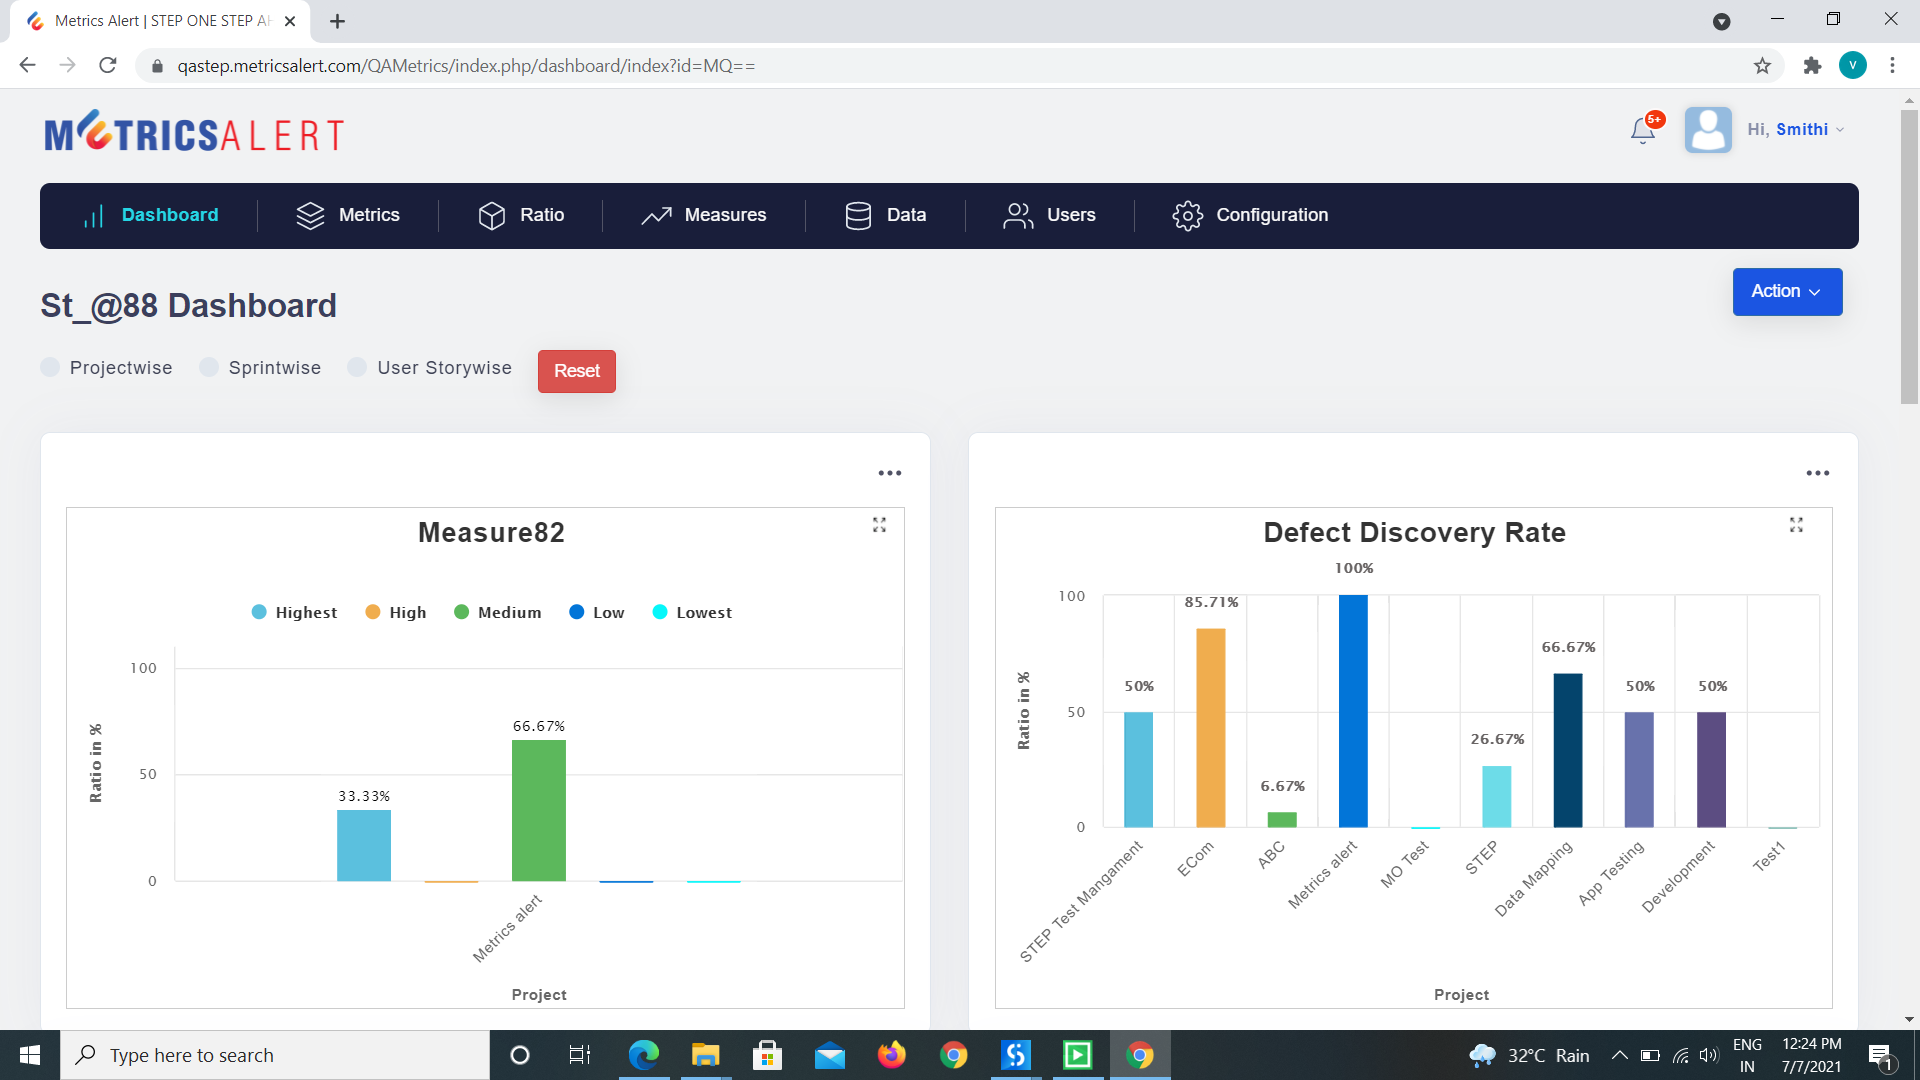 Metrics Alert | STEP ONE STEP AH
qastep.metricsalert.com/QAMetrics/index.php/dashboard/index?id=MQ==
V
METRICSALERT
5+
Hi, Smithi
Dashboard
Metrics
Ratio
Measures
Data
Users
Configuration
St_@88 Dashboard
Action
Projectwise
Sprintwise
User Storywise
Reset
Measure82
Highest
High
Medium
Low
Lowest
Ratio in %
100
50
0
33.33%
66.67%
Metrics alert
Project
Defect Discovery Rate
Ratio in %
100
50
0
50%
85.71%
6.67%
100%
26.67%
66.67%
50%
50%
STEP Test Mangament
ECom
ABC
Metrics alert
MO Test
STEP
Data Mapping
App Testing
Development
Test1
Project
Type here to search
32°C Rain
ENG
IN
12:24 PM
7/7/2021
1